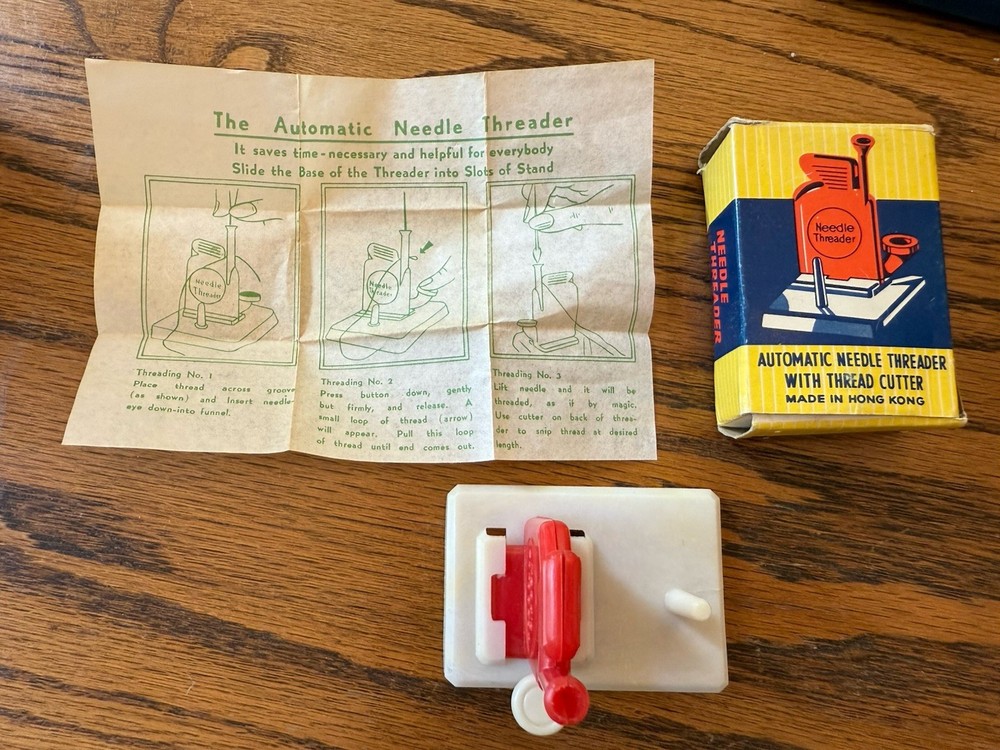 The Automatic Needle Threader
It saves time-necessary and helpful for everybody
Slide the Base of the Threader into Slots of Stand
Needle
Threader
Needle
Threader
Threading No. 1
Place thread across groove
(as shown) and Insert needle-
eye down-into funnel.
Threading No. 2
Press button down, gently
but firmly, and release. A
small loop of thread (arrow)
will appear. Pull this loop
of thread until end comes out.
Threading No. 3
Lift needle and it will be
threaded, as if by magic.
Use cutter on back of threa-
der to snip thread at desired
length.
NEEDLE
THREADER
Needle
Threader
AUTOMATIC NEEDLE THREADER
WITH THREAD CUTTER
MADE IN HONG KONG